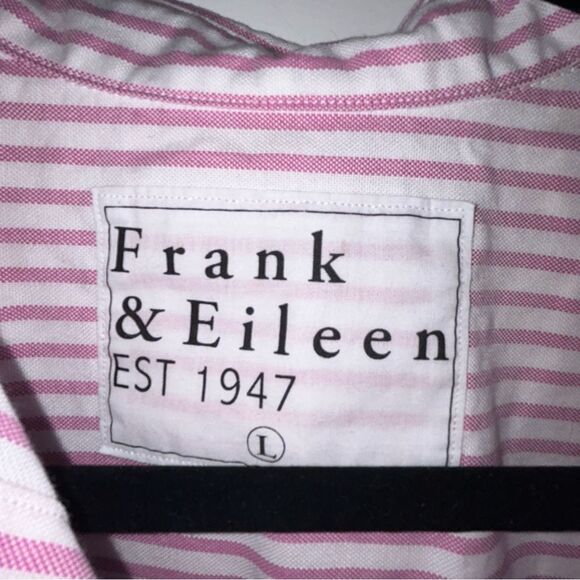 Frank
& Eileen
EST 1947
L